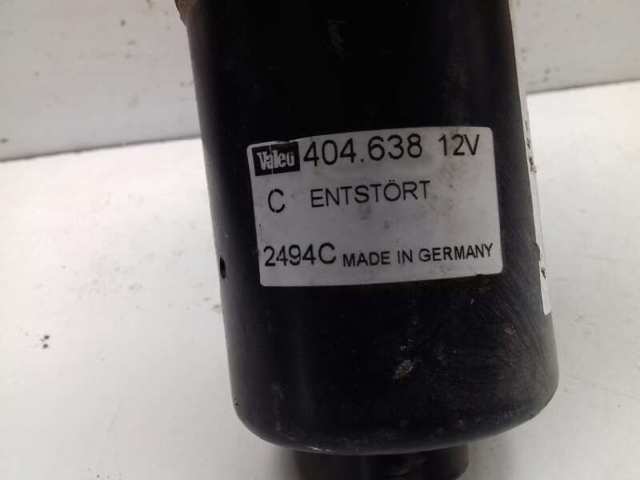 Valeo 404.638 12V
C ENTSTÖRT
2494C MADE IN GERMANY